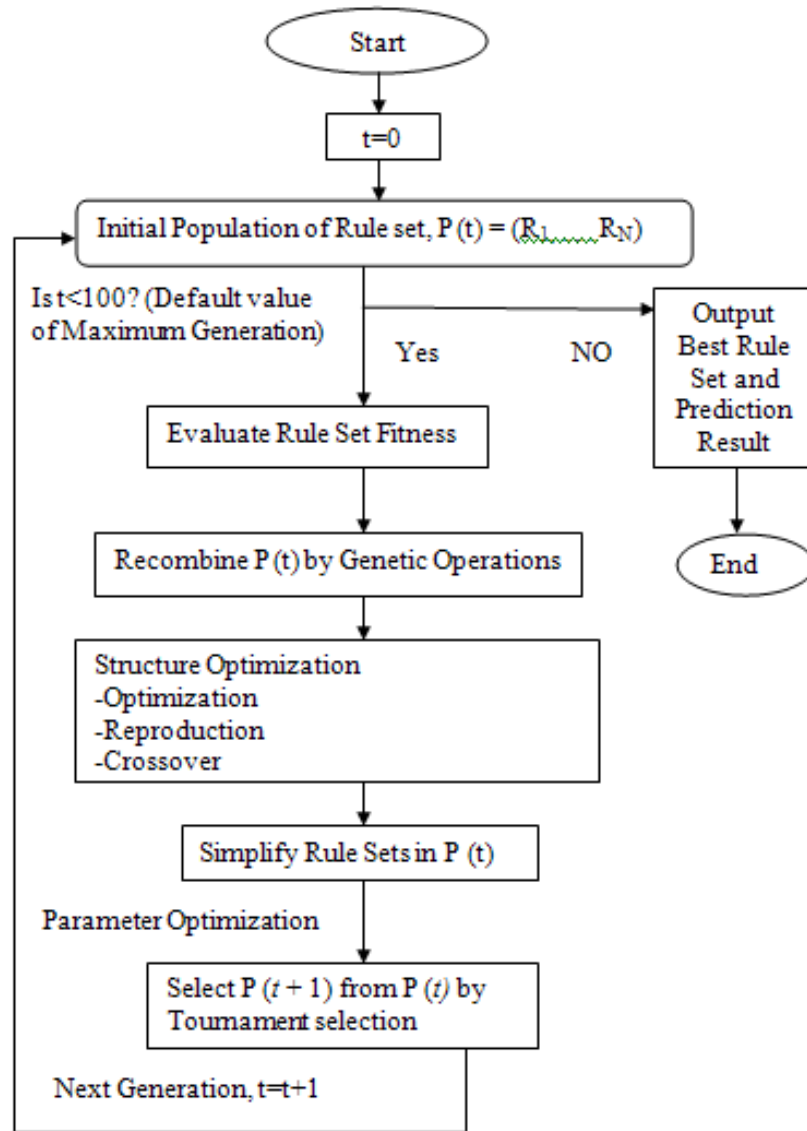 Start
t=0
Initial Population of Rule set, P (t) = (R1........RN)
Is t<100? (Default value
of Maximum Generation)
Yes
NO
Output
Best Rule
Set and
Prediction
Result
Evaluate Rule Set Fitness
Recombine P (t) by Genetic Operations
End
Structure Optimization
-Optimization
-Reproduction
-Crossover
Simplify Rule Sets in P (t)
Parameter Optimization
Select P (t + 1) from P (t) by
Tournament selection
Next Generation, t=t+1